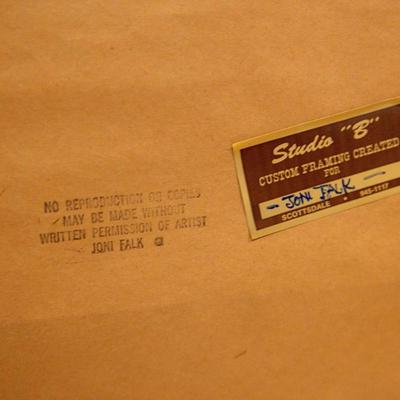 NO REPRODUCTION OR COPIES
MAY BE MADE WITHOUT
WRITTEN PERMISSION OF ARTIST
JONI FALK ©
Studio "B"
CUSTOM FRAMING CREATED
FOR
- JONI FALK -
SCOTTSDALE • 945-1117